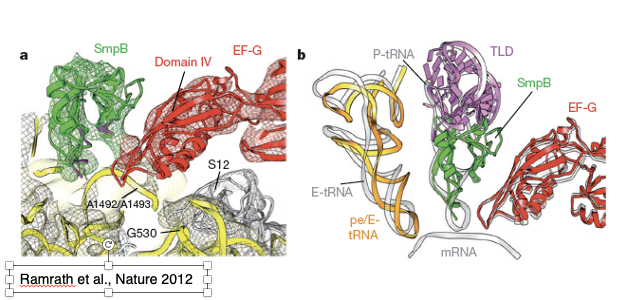 a
SmpB
EF-G
Domain IV
S12
A1492/A1493
G530
Ramrath et al., Nature 2012
b
P-tRNA
TLD
SmpB
EF-G
E-tRNA
pe/E-
tRNA
mRNA